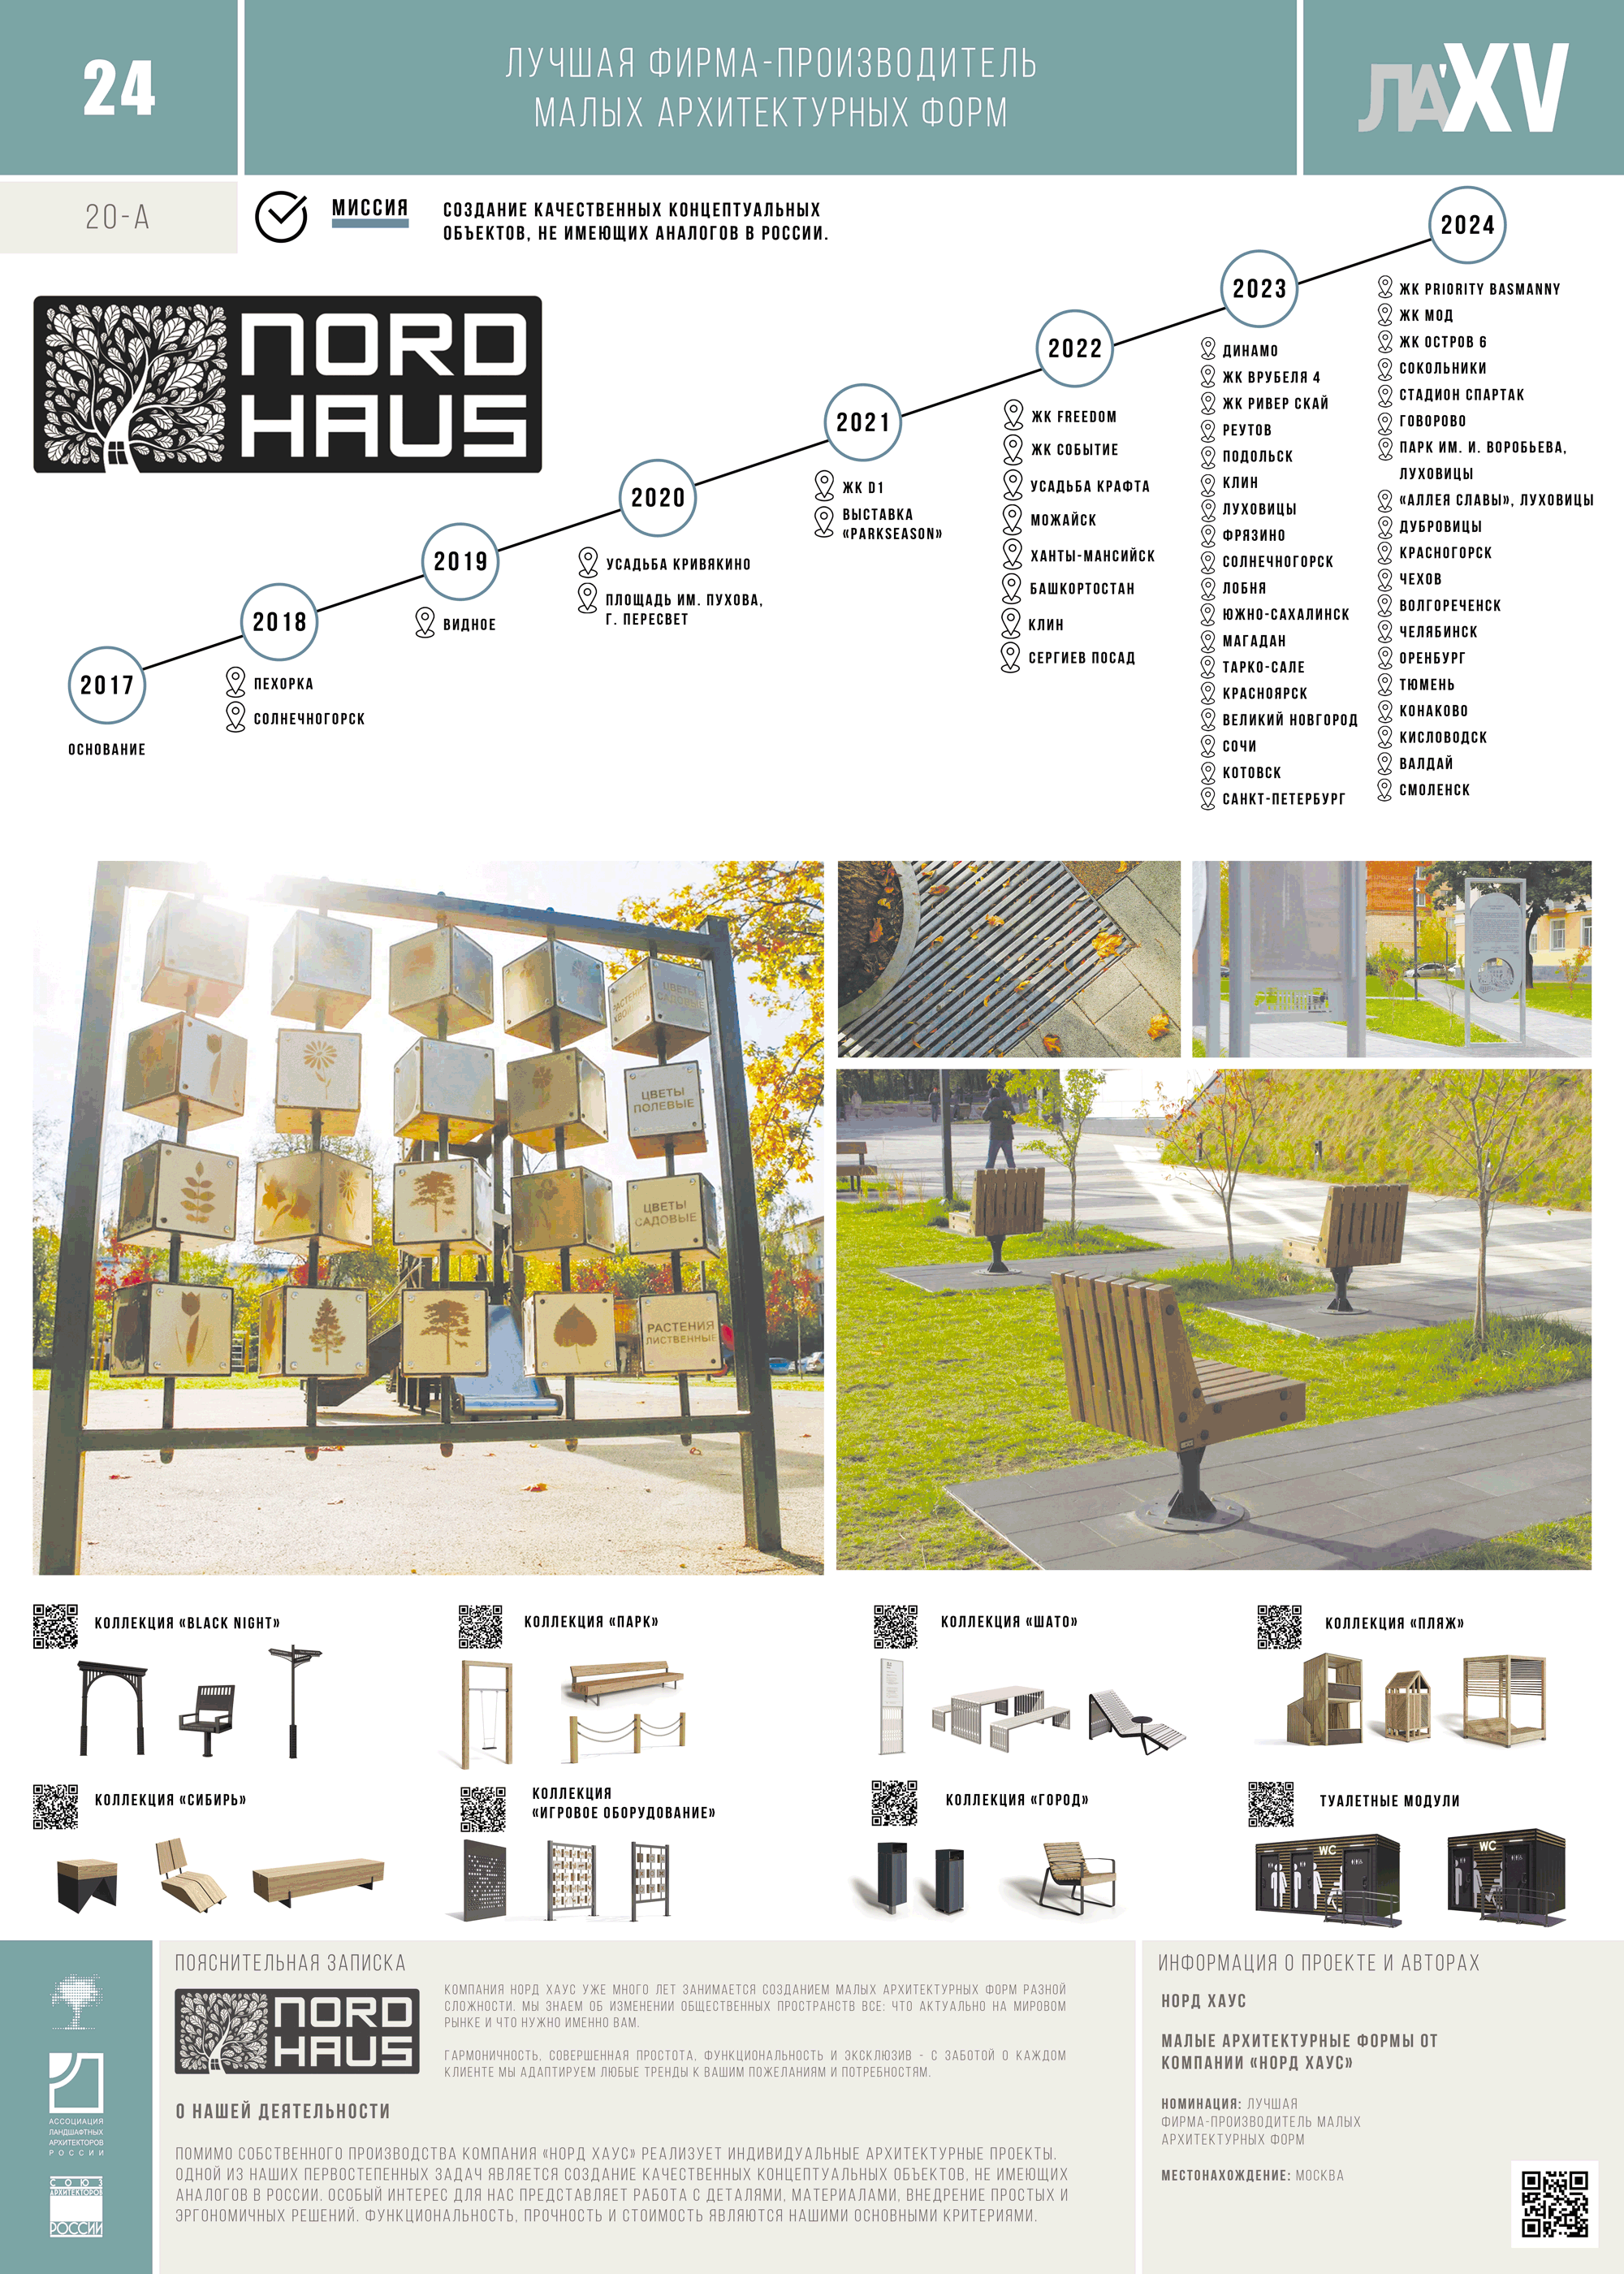 24
ЛУЧШАЯ ФИРМА-ПРОИЗВОДИТЕЛЬ
МАЛЫХ АРХИТЕКТУРНЫХ ФОРМ
ЛА'XV
20-А
МИССИЯ
СОЗДАНИЕ КАЧЕСТВЕННЫХ КОНЦЕПТУАЛЬНЫХ
ОБЪЕКТОВ, НЕ ИМЕЮЩИХ АНАЛОГОВ В РОССИИ.
NORD
HAUS
2017
ОСНОВАНИЕ
2018
ПЕХОРКА
СОЛНЕЧНОГОРСК
2019
ВИДНОЕ
2020
УСАДЬБА КРИВЯКИНО
ПЛОЩАДЬ ИМ. ПУХОВА,
Г. ПЕРЕСВЕТ
2021
ЖК D1
ВЫСТАВКА
«PARKSEASON»
2022
ЖК FREEDOM
ЖК СОБЫТИЕ
УСАДЬБА КРАФТА
МОЖАЙСК
ХАНТЫ-МАНСИЙСК
БАШКОРТОСТАН
КЛИН
СЕРГИЕВ ПОСАД
2023
ДИНАМО
ЖК ВРУБЕЛЯ 4
ЖК РИВЕР СКАЙ
РЕУТОВ
ПОДОЛЬСК
КЛИН
ЛУХОВИЦЫ
ФРЯЗИНО
СОЛНЕЧНОГОРСК
ЛОБНЯ
ЮЖНО-САХАЛИНСК
МАГАДАН
ТАРКО-САЛЕ
КРАСНОЯРСК
ВЕЛИКИЙ НОВГОРОД
СОЧИ
КОТОВСК
САНКТ-ПЕТЕРБУРГ
2024
ЖК PRIORITY BASMANNY
ЖК МОД
ЖК ОСТРОВ 6
СОКОЛЬНИКИ
СТАДИОН СПАРТАК
ГОВОРОВО
ПАРК ИМ. И. ВОРОБЬЕВА,
ЛУХОВИЦЫ
«АЛЛЕЯ СЛАВЫ», ЛУХОВИЦЫ
ДУБРОВИЦЫ
КРАСНОГОРСК
ЧЕХОВ
ВОЛГОРЕЧЕНСК
ЧЕЛЯБИНСК
ОРЕНБУРГ
ТЮМЕНЬ
КОНАКОВО
КИСЛОВОДСК
ВАЛДАЙ
СМОЛЕНСК
РАСТЕНИЯ
ЦВЕТЫ
САДОВЫЕ
ЦВЕТЫ
ПОЛЕВЫЕ
ЦВЕТЫ
САДОВЫЕ
РАСТЕНИЯ
ЛИСТВЕННЫЕ
КОЛЛЕКЦИЯ «BLACK NIGHT»
КОЛЛЕКЦИЯ «ПАРК»
КОЛЛЕКЦИЯ «ШАТО»
КОЛЛЕКЦИЯ «ПЛЯЖ»
КОЛЛЕКЦИЯ «СИБИРЬ»
КОЛЛЕКЦИЯ
«ИГРОВОЕ ОБОРУДОВАНИЕ»
КОЛЛЕКЦИЯ «ГОРОД»
ТУАЛЕТНЫЕ МОДУЛИ
WC
WC
АССОЦИАЦИЯ
ЛАНДШАФТНЫХ
АРХИТЕКТОРОВ
РОССИИ
СОЮЗ
АРХИТЕКТОРОВ
РОССИИ
ПОЯСНИТЕЛЬНАЯ ЗАПИСКА
NORD
HAUS
КОМПАНИЯ НОРД ХАУС УЖЕ МНОГО ЛЕТ ЗАНИМАЕТСЯ СОЗДАНИЕМ МАЛЫХ АРХИТЕКТУРНЫХ ФОРМ РАЗНОЙ
СЛОЖНОСТИ. МЫ ЗНАЕМ ОБ ИЗМЕНЕНИИ ОБЩЕСТВЕННЫХ ПРОСТРАНСТВ ВСЕ: ЧТО АКТУАЛЬНО НА МИРОВОМ
РЫНКЕ И ЧТО НУЖНО ИМЕННО ВАМ.
ГАРМОНИЧНОСТЬ, СОВЕРШЕННАЯ ПРОСТОТА, ФУНКЦИОНАЛЬНОСТЬ И ЭКСКЛЮЗИВ - С ЗАБОТОЙ О КАЖДОМ
КЛИЕНТЕ МЫ АДАПТИРУЕМ ЛЮБЫЕ ТРЕНДЫ К ВАШИМ ПОЖЕЛАНИЯМ И ПОТРЕБНОСТЯМ.
О НАШЕЙ ДЕЯТЕЛЬНОСТИ
ПОМИМО СОБСТВЕННОГО ПРОИЗВОДСТВА КОМПАНИЯ «НОРД ХАУС» РЕАЛИЗУЕТ ИНДИВИДУАЛЬНЫЕ АРХИТЕКТУРНЫЕ ПРОЕКТЫ.
ОДНОЙ ИЗ НАШИХ ПЕРВОСТЕПЕННЫХ ЗАДАЧ ЯВЛЯЕТСЯ СОЗДАНИЕ КАЧЕСТВЕННЫХ КОНЦЕПТУАЛЬНЫХ ОБЪЕКТОВ, НЕ ИМЕЮЩИХ
АНАЛОГОВ В РОССИИ. ОСОБЫЙ ИНТЕРЕС ДЛЯ НАС ПРЕДСТАВЛЯЕТ РАБОТА С ДЕТАЛЯМИ, МАТЕРИАЛАМИ, ВНЕДРЕНИЕ ПРОСТЫХ И
ЭРГОНОМИЧНЫХ РЕШЕНИЙ. ФУНКЦИОНАЛЬНОСТЬ, ПРОЧНОСТЬ И СТОИМОСТЬ ЯВЛЯЮТСЯ НАШИМИ ОСНОВНЫМИ КРИТЕРИЯМИ.
ИНФОРМАЦИЯ О ПРОЕКТЕ И АВТОРАХ
НОРД ХАУС
МАЛЫЕ АРХИТЕКТУРНЫЕ ФОРМЫ ОТ
КОМПАНИИ «НОРД ХАУС»
НОМИНАЦИЯ: ЛУЧШАЯ
ФИРМА-ПРОИЗВОДИТЕЛЬ МАЛЫХ
АРХИТЕКТУРНЫХ ФОРМ
МЕСТОНАХОЖДЕНИЕ: МОСКВА